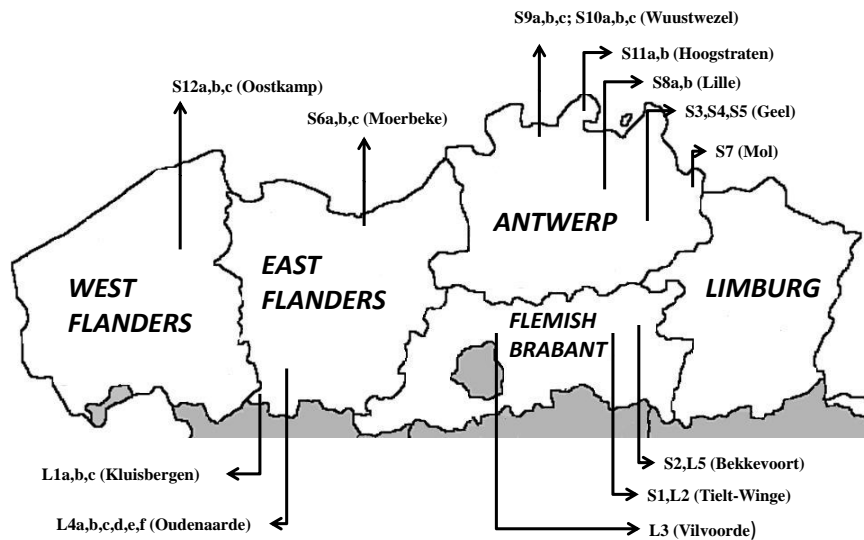 S9a,b,c; S10a,b,c (Wuustwezel)
S11a,b (Hoogstraten)
S12a,b,c (Oostkamp)
S8a,b (Lille)
S6a,b,c (Moerbeke)
S3,S4,S5 (Geel)
S7 (Mol)
ANTWERP
WEST
FLANDERS
EAST
FLANDERS
LIMBURG
FLEMISH
BRABANT
L1a,b,c (Kluisbergen)
S2,L5 (Bekkevoort)
S1,L2 (Tielt-Winge)
L4a,b,c,d,e,f (Oudenaarde)
L3 (Vilvoorde)